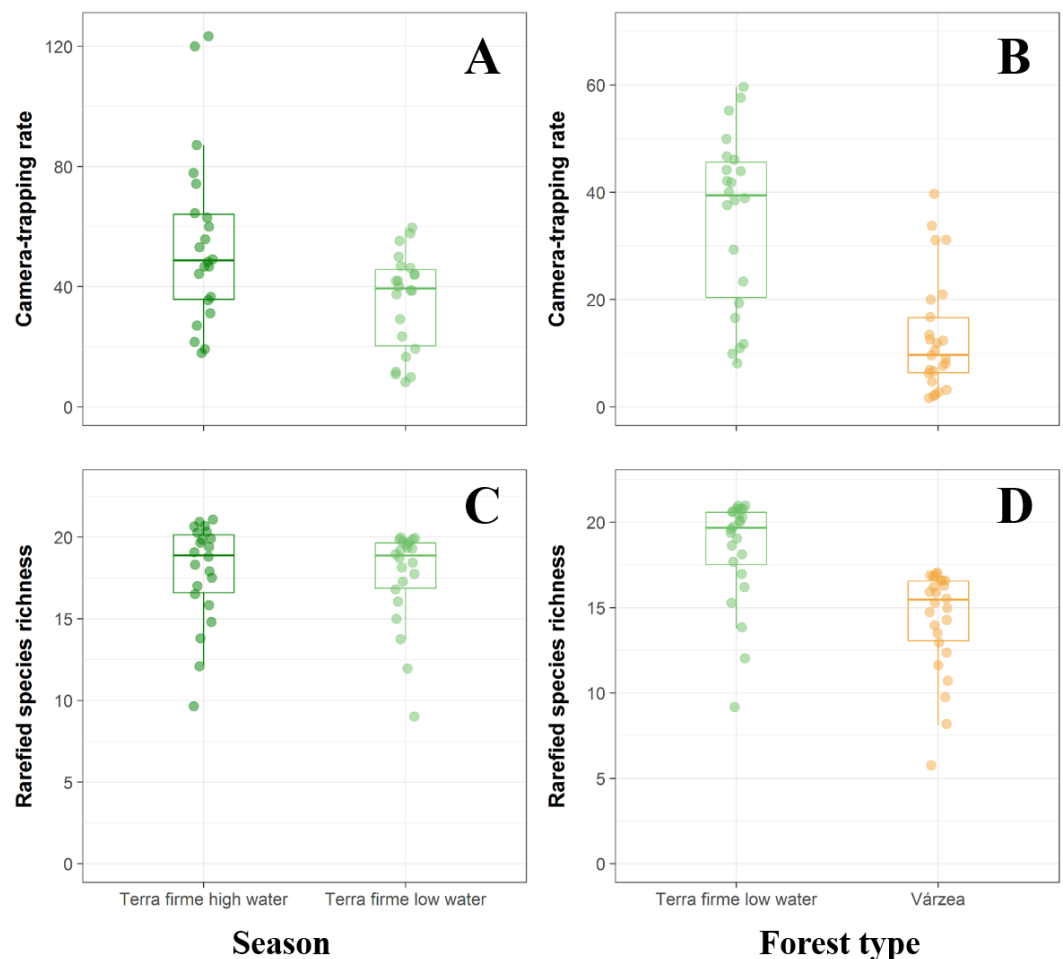 A
B
Camera-trapping rate
120
80
40
0
Camera-trapping rate
60
40
20
0
C
D
Rarefied species richness
20
15
10
5
0
Rarefied species richness
20
15
10
5
0
Terra firme high water
Terra firme low water
Terra firme low water
Várzea
Season
Forest type